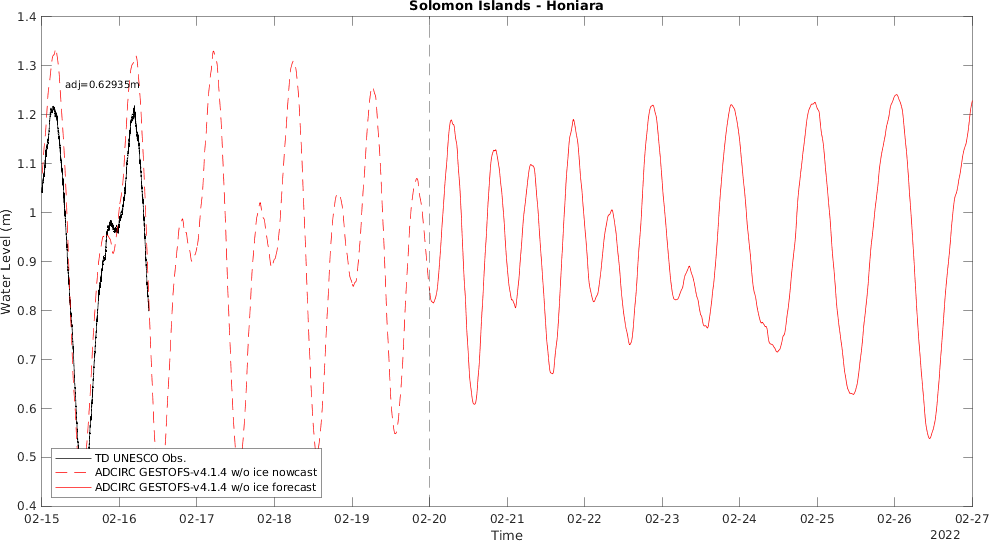 Solomon Islands - Honiara
1.4
1.3
adj=0.62935m
1.2
1.1
1
0.9
0.8
0.7
0.6
0.5
0.4
Water Level (m)
TD UNESCO Obs.
ADCIRC GESTOFS-v4.1.4 w/o ice nowcast
ADCIRC GESTOFS-v4.1.4 w/o ice forecast
02-15 02-16 02-17 02-18 02-19 02-20 02-21 02-22 02-23 02-24 02-25 02-26 02-27
Time
2022